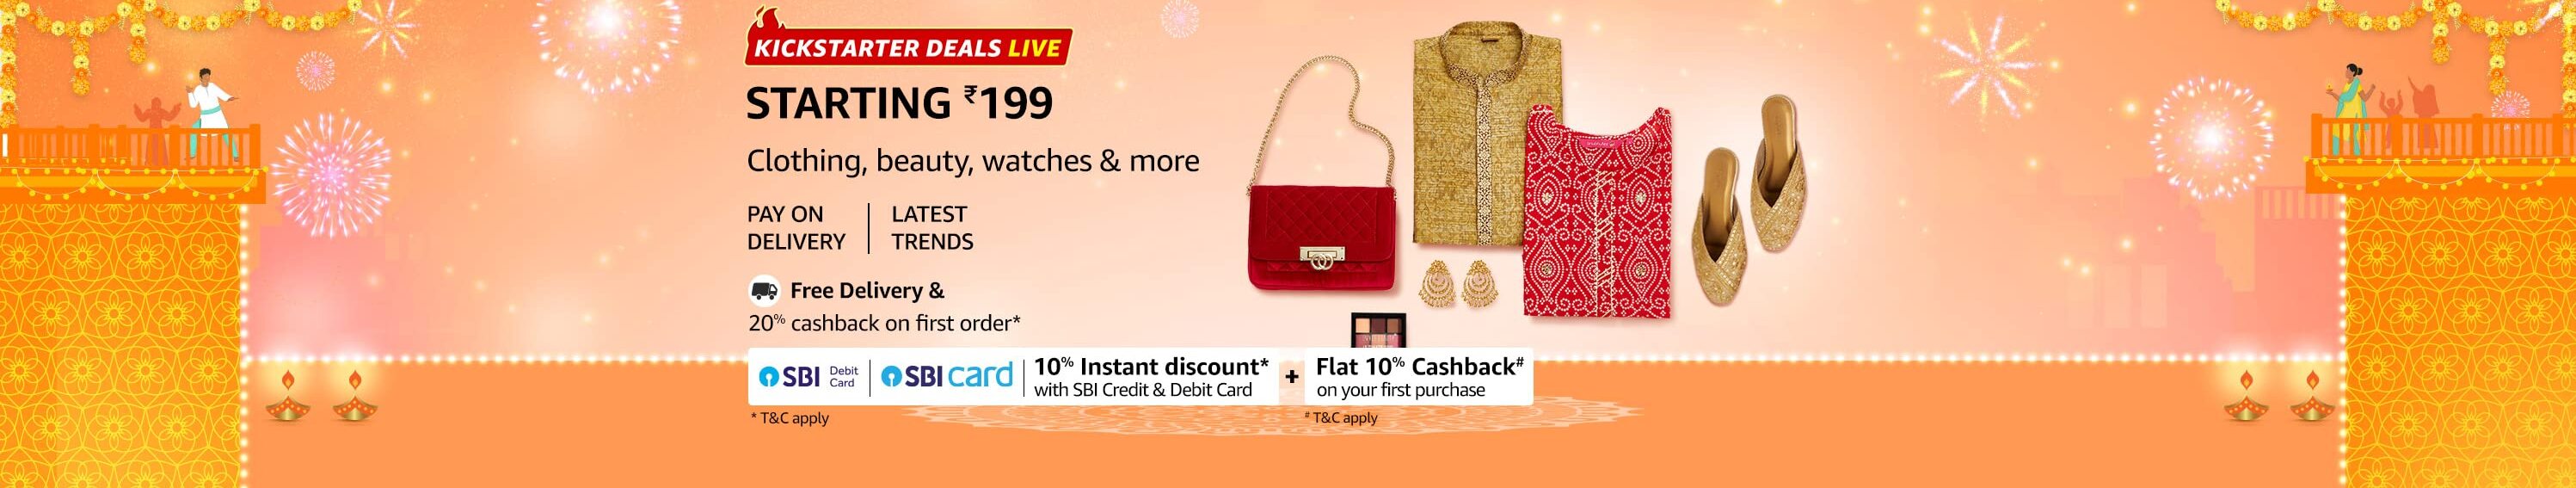 KICKSTARTER DEALS LIVE
STARTING ₹199
Clothing, beauty, watches & more
PAY ON
DELIVERY
LATEST
TRENDS
Free Delivery &
20% cashback on first order*
SBI Debit
Card
SBI card
10% Instant discount*
with SBI Credit & Debit Card
+
Flat 10% Cashback#
on your first purchase
* T&C apply
# T&C apply